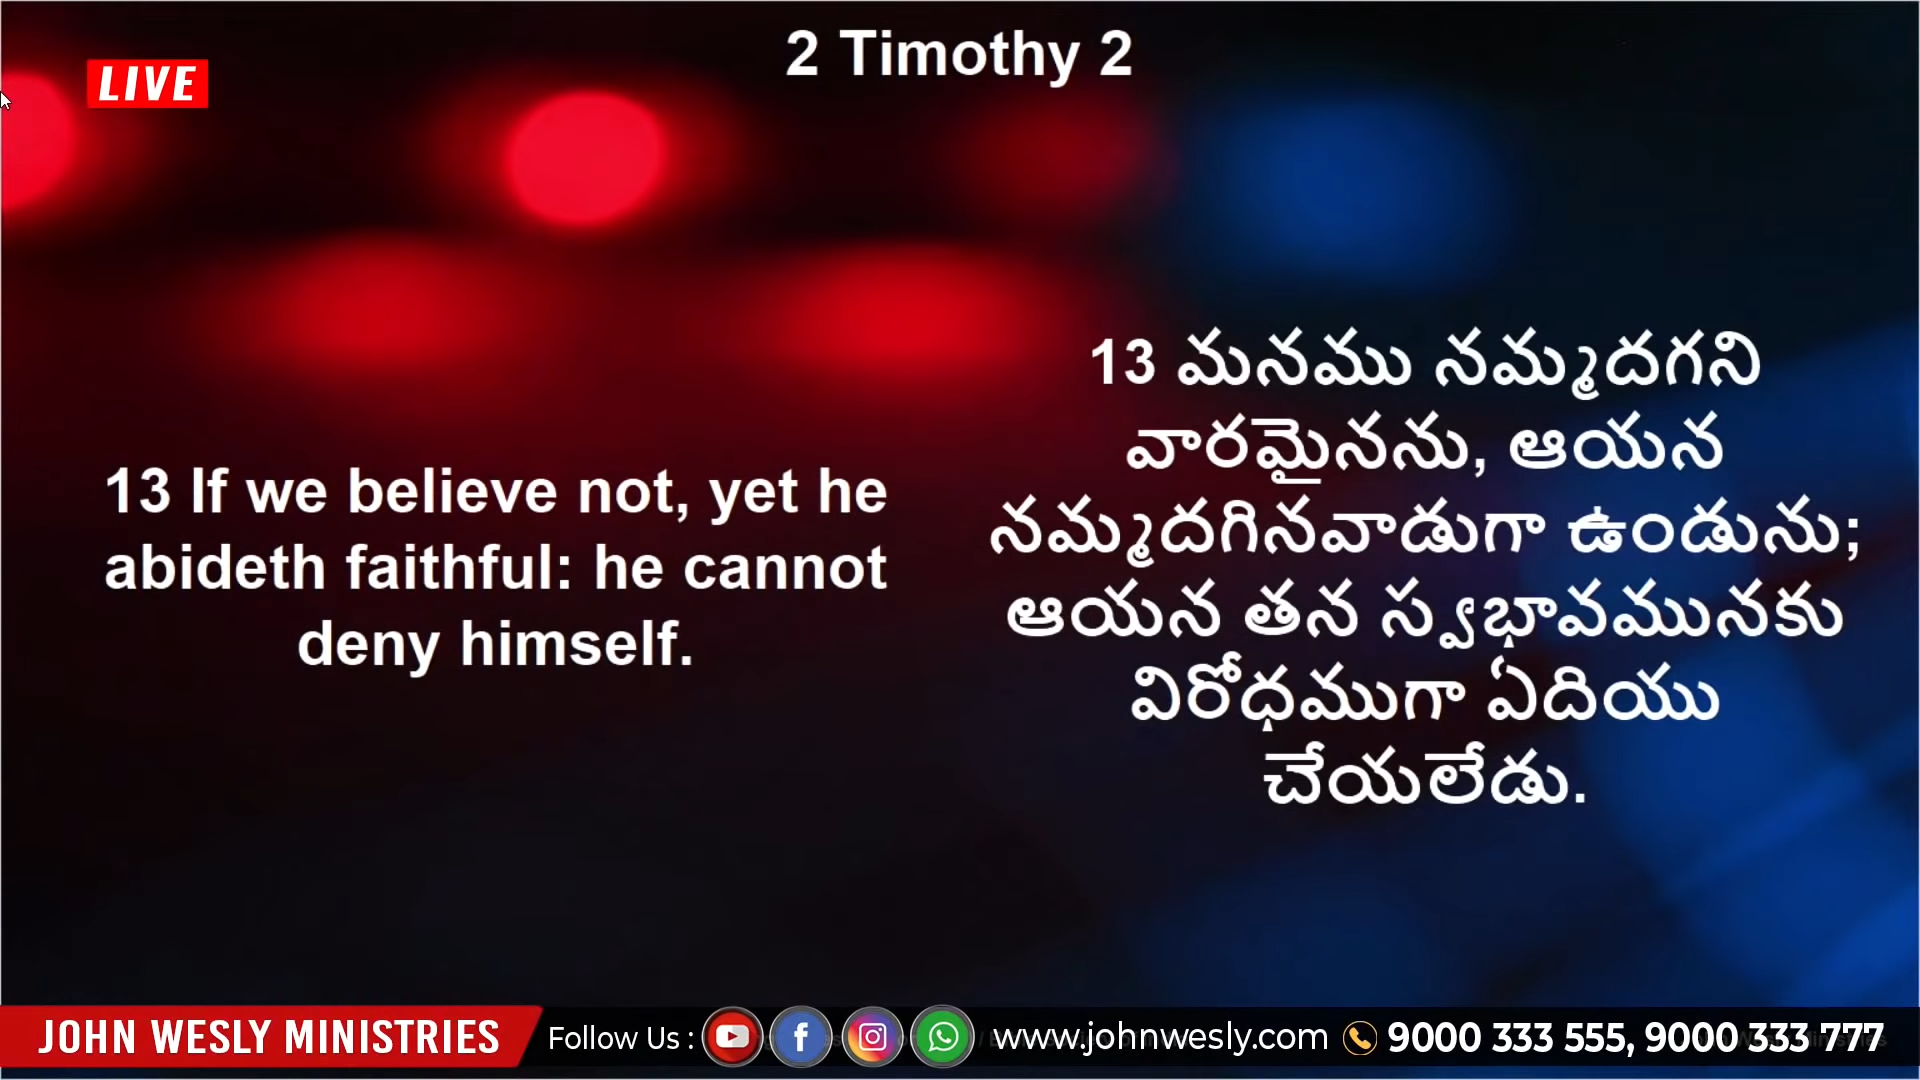 2 Timothy 2
LIVE
13 If we believe not, yet he
abideth faithful: he cannot
deny himself.
13 మనము నమ్మదగని
వారమైనను, ఆయన
నమ్మదగినవాడుగా ఉండును;
ఆయన తన స్వభావమునకు
విరోధముగా ఏదియు
చేయలేడు.
JOHN WESLY MINISTRIES
Follow Us :
www.johnwesly.com
9000 333 555, 9000 333 777